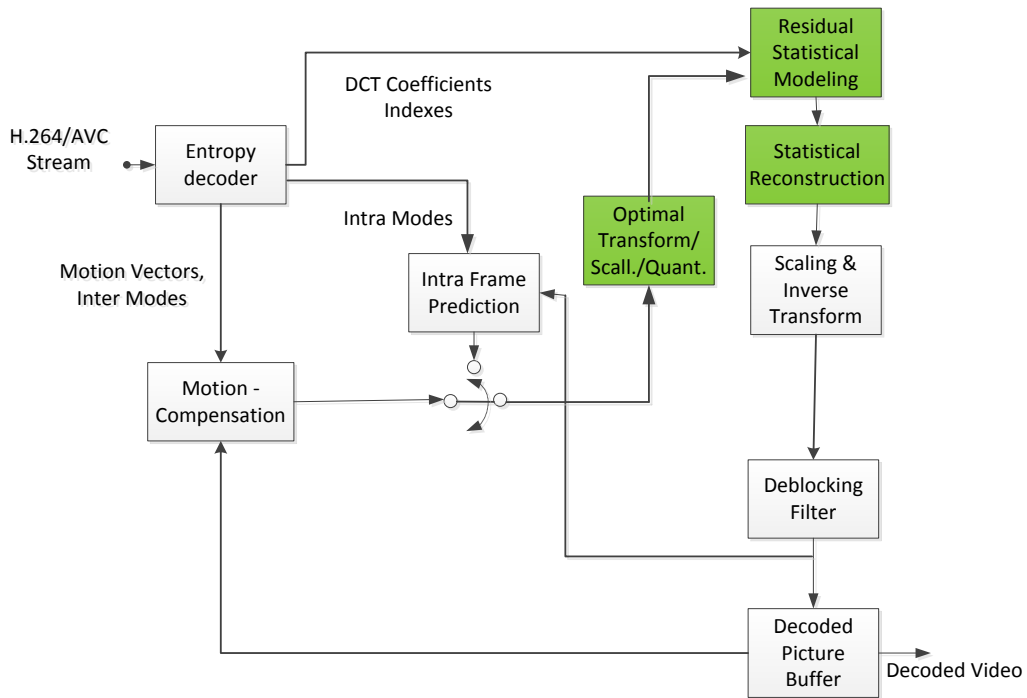 Residual
Statistical
Modeling
DCT Coefficients
Indexes
H.264/AVC
Stream
Entropy
decoder
Statistical
Reconstruction
Intra Modes
Optimal
Transform/
Scall./Quant.
Motion Vectors,
Inter Modes
Intra Frame
Prediction
Scaling &
Inverse
Transform
Motion -
Compensation
Deblocking
Filter
Decoded
Picture
Buffer
Decoded Video